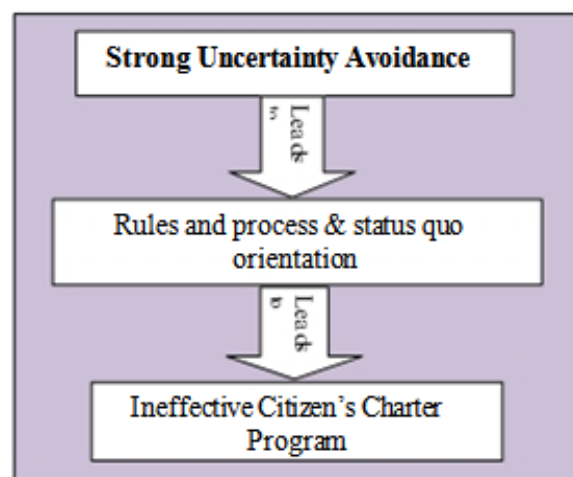 Strong Uncertainty Avoidance
Leads
to
Rules and process & status quo
orientation
Leads
to
Ineffective Citizen's Charter
Program